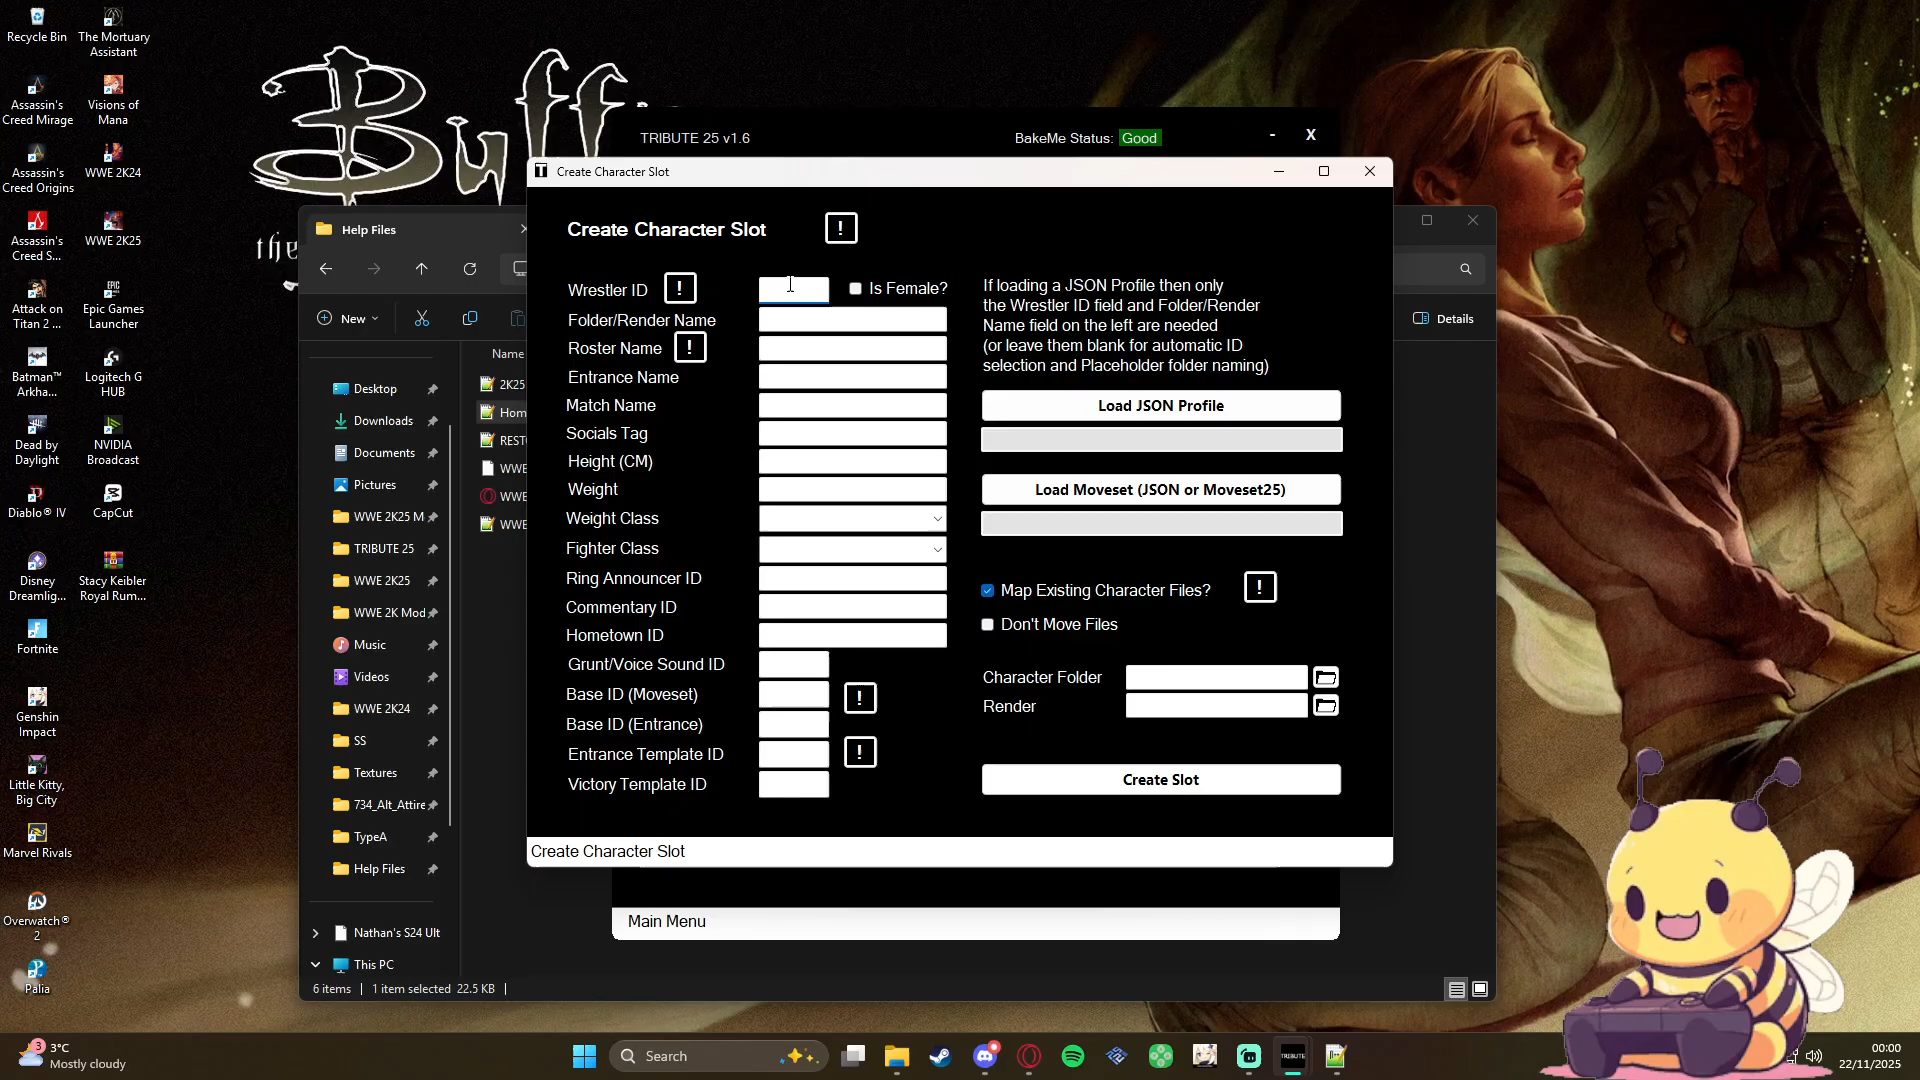 Recycle Bin
The Mortuary
Assistant
Assassin's
Creed Mirage
Visions of
Mana
Assassin's
Creed Origins
WWE 2K24
Assassin's
Creed S...
WWE 2K25
Attack on
Titan 2 ...
Epic Games
Launcher
Batman™
Arkha...
Logitech G
HUB
Dead by
Daylight
NVIDIA
Broadcast
Diablo® IV
CapCut
Disney
Dreamlig...
Stacy Keibler
Royal Rum...
Fortnite
Genshin
Impact
Little Kitty,
Big City
Marvel Rivals
Overwatch®
2
Palia
Buff
the
TRIBUTE 25 v1.6
BakeMe Status: Good
- X
Help Files
New
Details
Name
2K25
Hom
REST
WWE
WWE
WWE
Desktop
Downloads
Documents
Pictures
WWE 2K25 M
TRIBUTE 25
WWE 2K25
WWE 2K Mod
Music
Videos
WWE 2K24
SS
Textures
734_Alt_Attire
TypeA
Help Files
Nathan's S24 Ult
This PC
6 items
1 item selected 22.5 KB
T Create Character Slot
Create Character Slot !
Wrestler ID ! Is Female?
Folder/Render Name
Roster Name !
Entrance Name
Match Name
Socials Tag
Height (CM)
Weight
Weight Class
Fighter Class
Ring Announcer ID
Commentary ID
Hometown ID
Grunt/Voice Sound ID
Base ID (Moveset) !
Base ID (Entrance)
Entrance Template ID !
Victory Template ID
If loading a JSON Profile then only
the Wrestler ID field and Folder/Render
Name field on the left are needed
(or leave them blank for automatic ID
selection and Placeholder folder naming)
Load JSON Profile
Load Moveset (JSON or Moveset25)
Map Existing Character Files? !
Don't Move Files
Character Folder
Render
Create Slot
Create Character Slot
Main Menu
3
3°C
Mostly cloudy
Search
TRIBUTE
00:00
22/11/2025